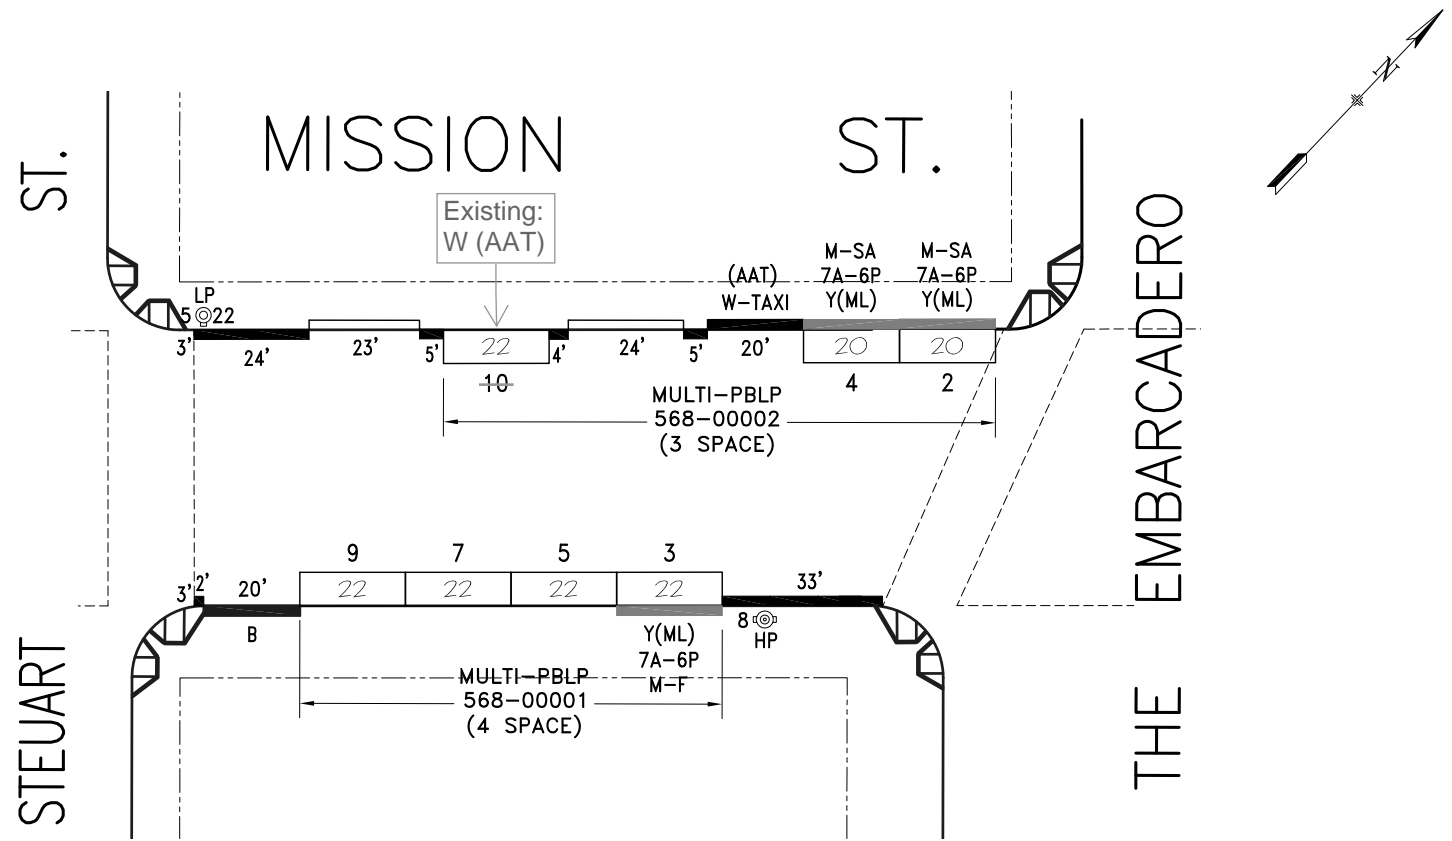 MISSION ST.
ST.
N
Existing:
W (AAT)
(AAT)
W-TAXI
M-SA
7A-6P
Y(ML)
M-SA
7A-6P
Y(ML)
LP
5 22
3' 24' 23' 5' 22 4' 24' 5' 20' 20 20
10 4 2
MULTI-PBLP
568-00002
(3 SPACE)
9 7 5 3
3' 2' 20' 22 22 22 22 33'
B
8 HP
Y(ML)
7A-6P
M-F
MULTI-PBLP
568-00001
(4 SPACE)
STEUART
THE EMBARCADERO